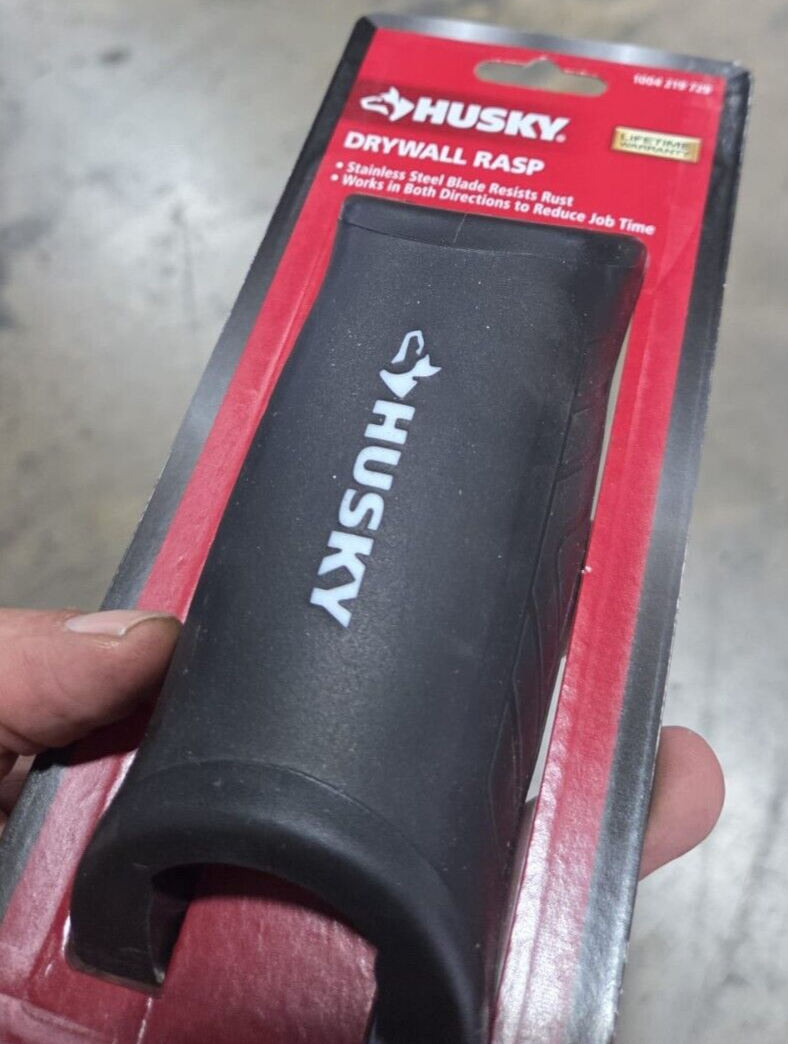 1004 219 729
HUSKY®
LIFETIME
WARRANTY
DRYWALL RASP
• Stainless Steel Blade Resists Rust
• Works in Both Directions to Reduce Job Time
HUSKY